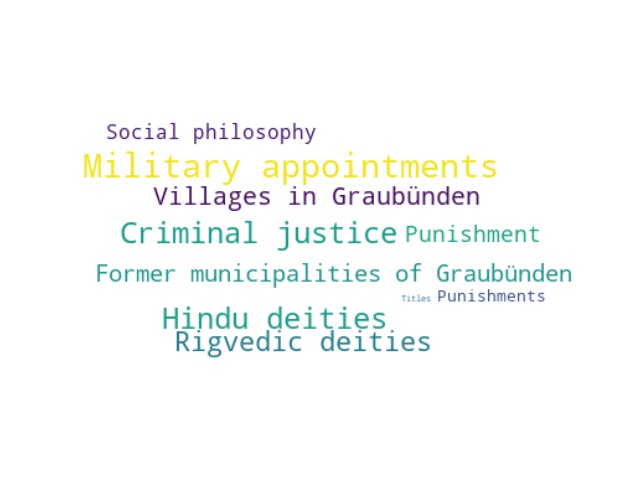 Social philosophy
Military appointments
Villages in Graubünden
Criminal justice Punishment
Former municipalities of Graubünden
Titles Punishments
Hindu deities
Rigvedic deities